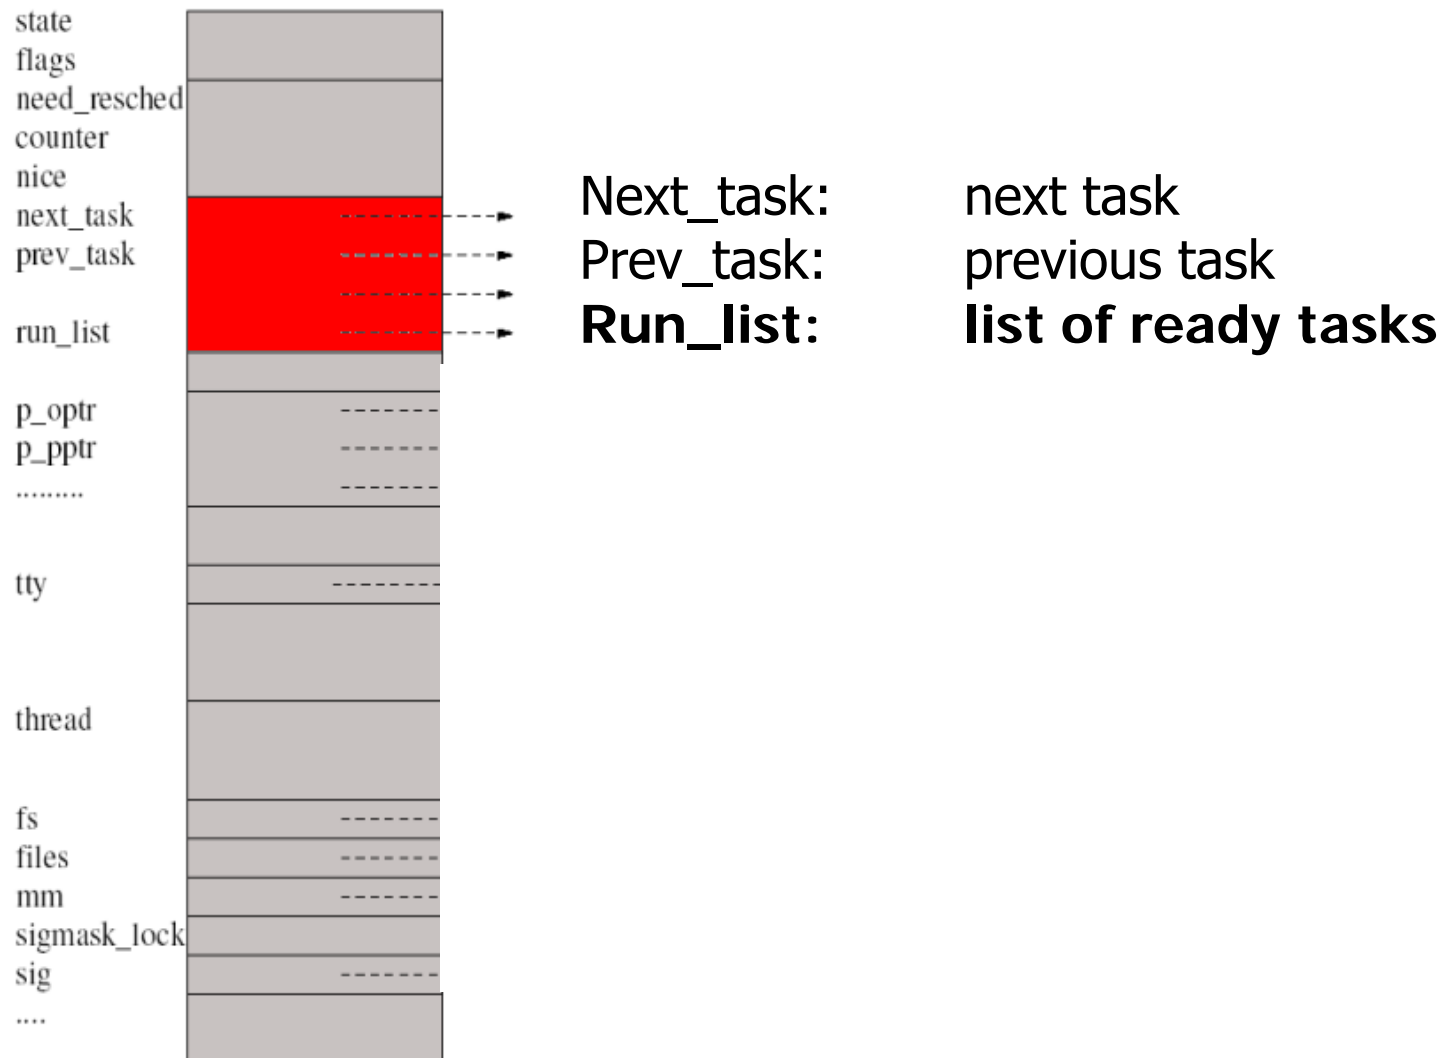 state
flags
need_resched
counter
nice
next_task
prev_task
run_list
p_optr
p_pptr
.........
tty
thread
fs
files
mm
sigmask_lock
sig
....
Next_task: next task
Prev_task: previous task
Run_list: list of ready tasks